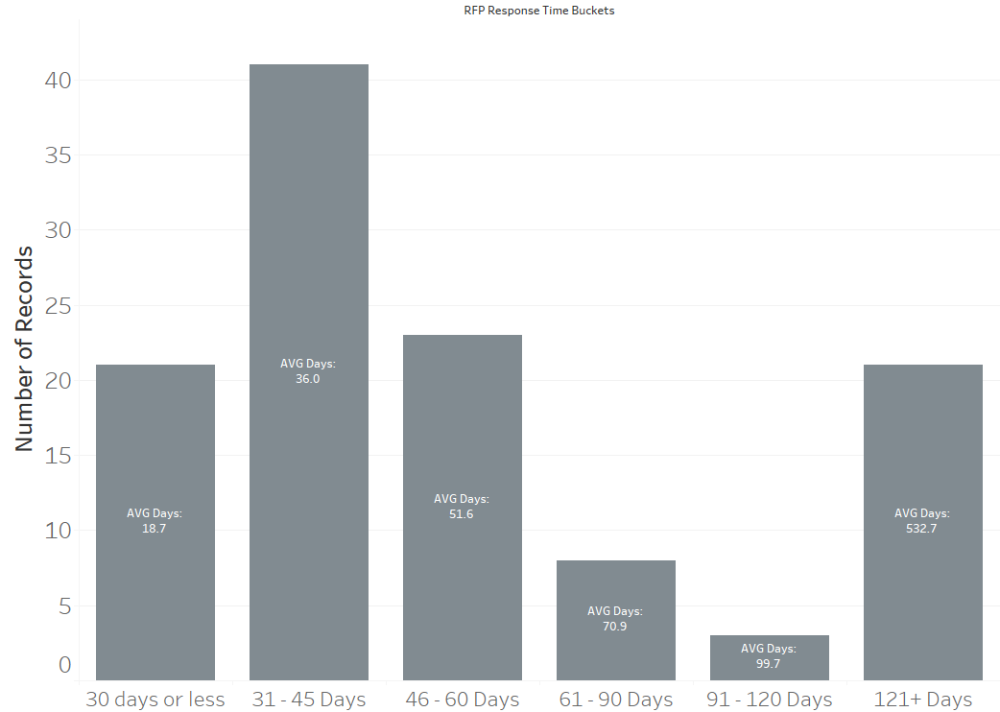 RFP Response Time Buckets
Number of Records
40
35
30
25
20
15
10
5
0
AVG Days:
18.7
AVG Days:
36.0
AVG Days:
51.6
AVG Days:
70.9
AVG Days:
99.7
AVG Days:
532.7
30 days or less
31 - 45 Days
46 - 60 Days
61 - 90 Days
91 - 120 Days
121+ Days